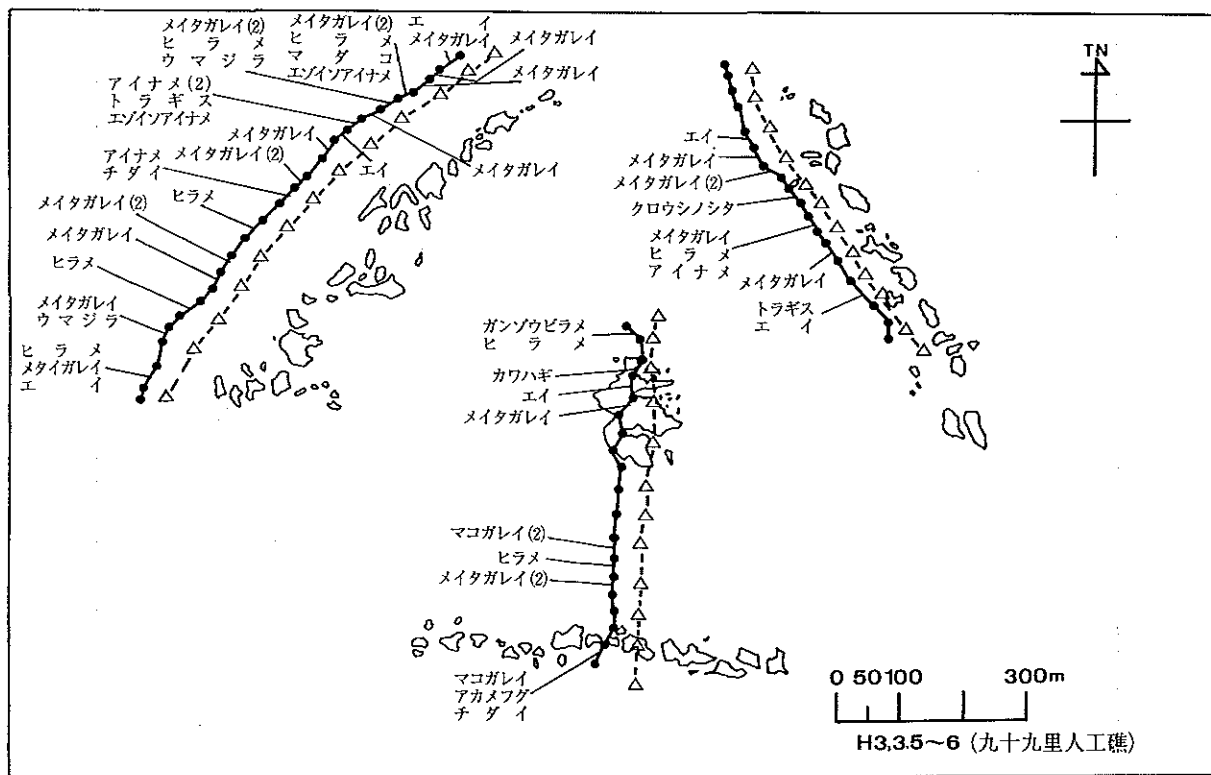 メイタガレイ(2)
ヒラメ
ウマジラ
メイタガレイ(2)
ヒラメ
マダコ
エゾイソアイナメ
エイ
メイタガレイ
メイタガレイ
メイタガレイ
アイナメ(2)
トラギス
エゾイソアイナメ
メイタガレイ
メイタガレイ(2)
アイナメ
チダイ
エイ
メイタガレイ
ヒラメ
メイタガレイ(2)
メイタガレイ
ヒラメ
メイタガレイ
ウマジラ
ヒラメ
メタイガレイ
エイ
ガンゾウビラメ
ヒラメ
カワハギ
エイ
メイタガレイ
マコガレイ(2)
ヒラメ
メイタガレイ(2)
マコガレイ
アカメフグ
チダイ
エイ
メイタガレイ
メイタガレイ(2)
クロウシノシタ
メイタガレイ
ヒラメ
アイナメ
メイタガレイ
トラギス
エイ
TN
0 50 100 300m
H3,3.5~6 (九十九里人工礁)